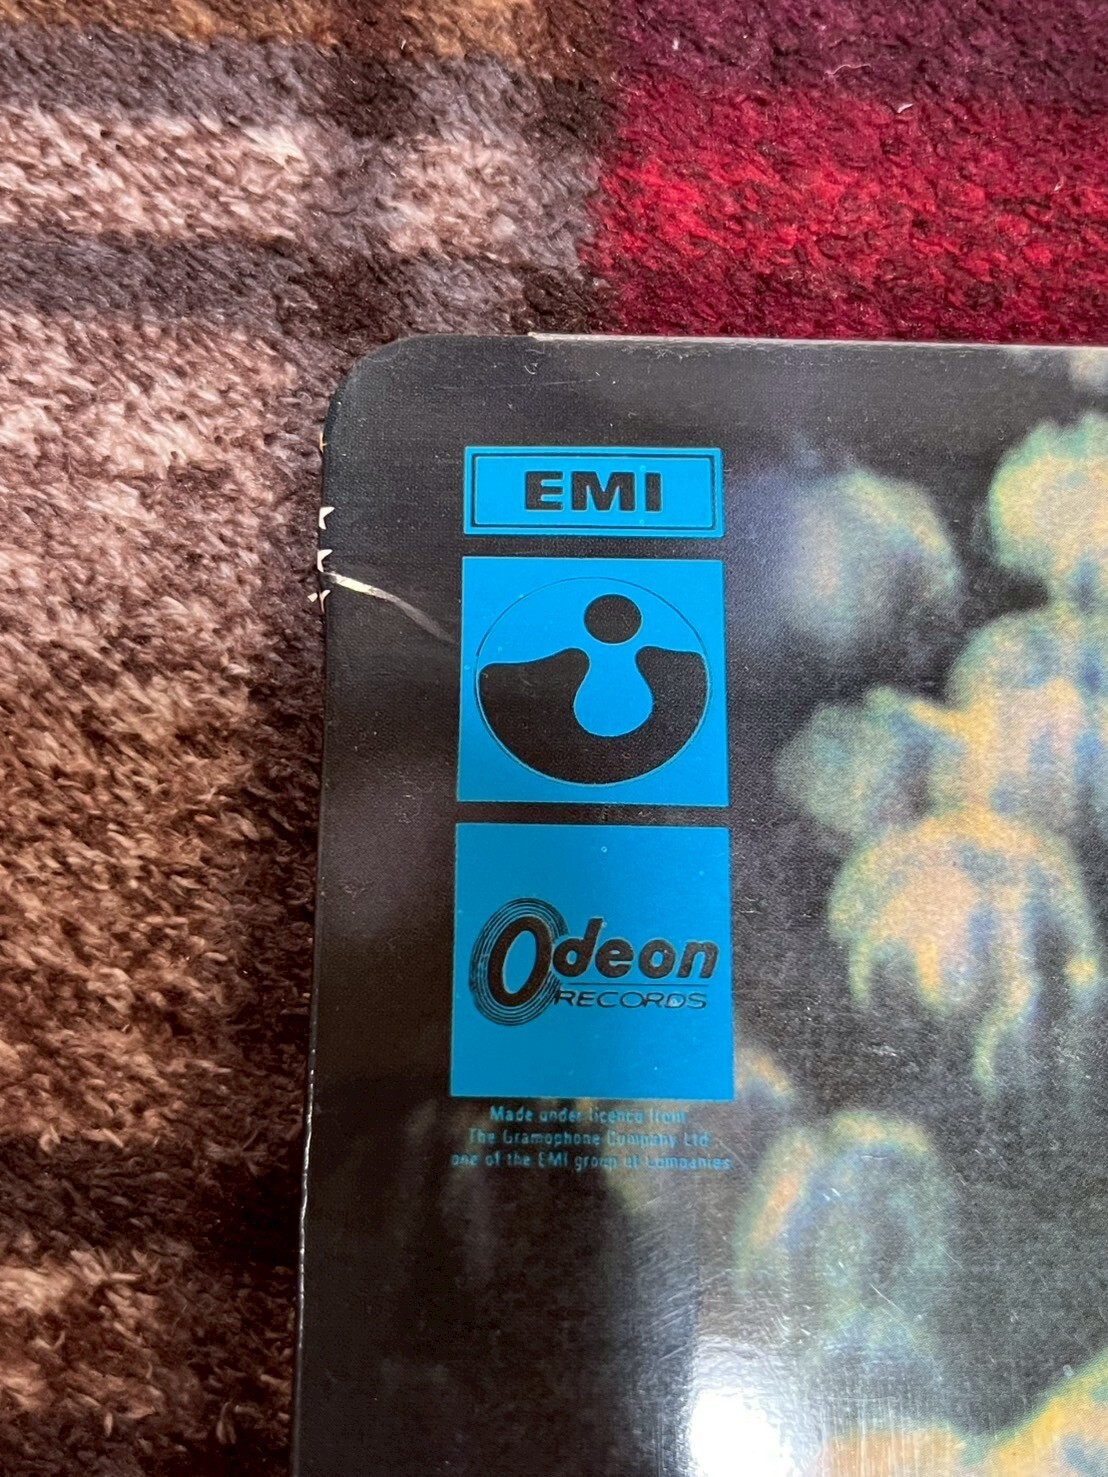 EMI
Odeon
RECORDS
Made under licence from
The Gramophone Company Ltd
one of the EMI group of Companies